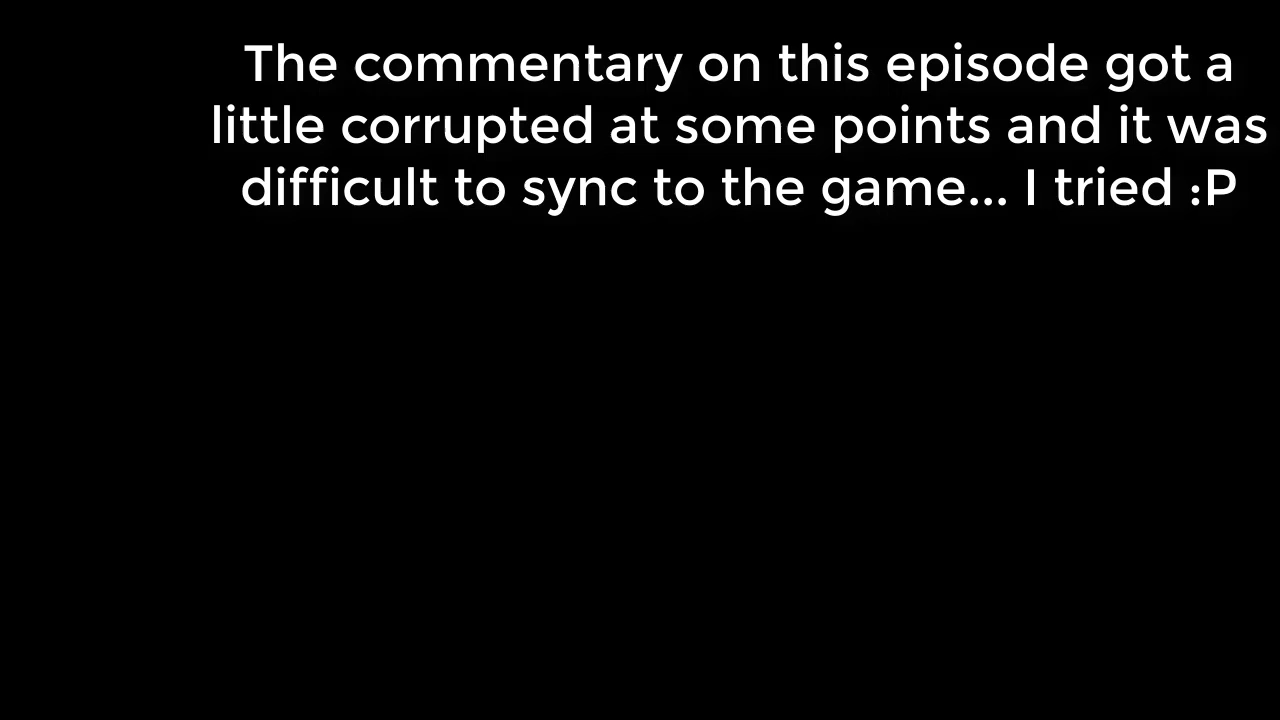 The commentary on this episode got a
little corrupted at some points and it was
difficult to sync to the game... I tried :P